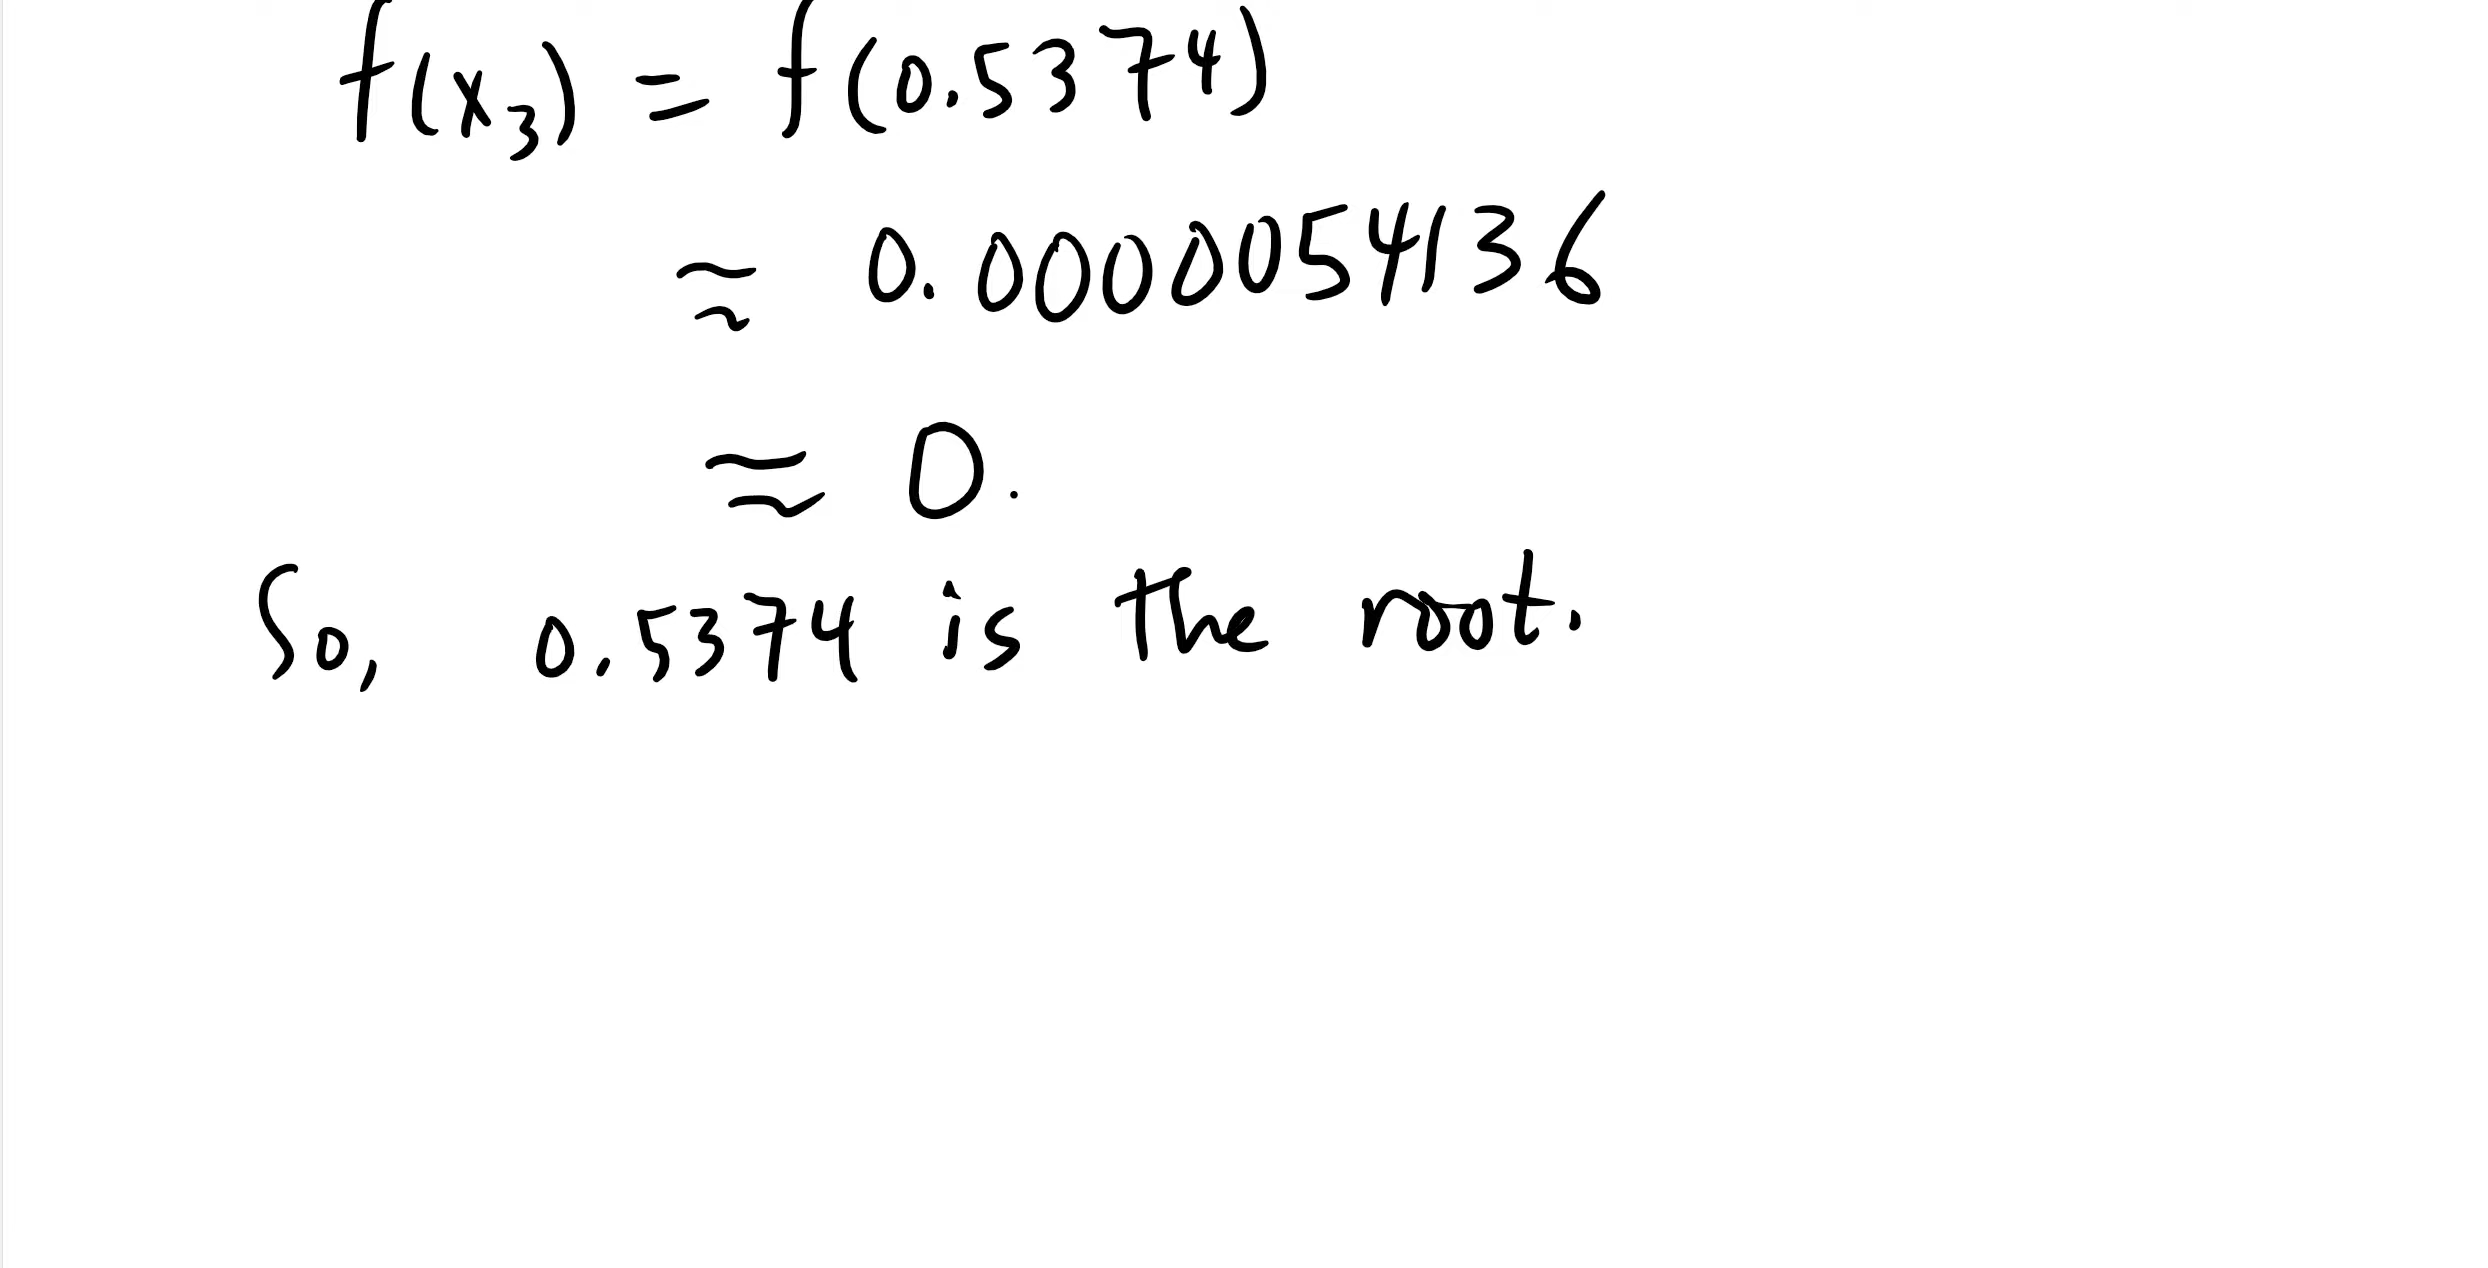 f(x₃) = f(0.5374)
≈ 0.0000054136
≈ 0.
So, 0.5374 is the root.